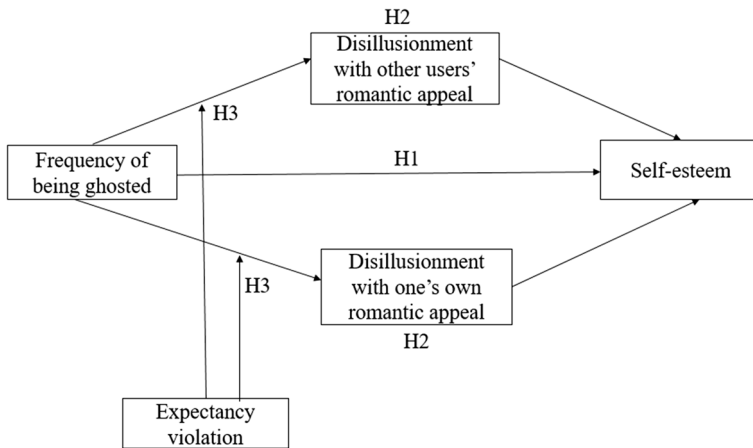 H2
Disillusionment
with other users’
romantic appeal
H3
Frequency of
being ghosted
H1
Self-esteem
Disillusionment
with one’s own
romantic appeal
H3
H2
Expectancy
violation